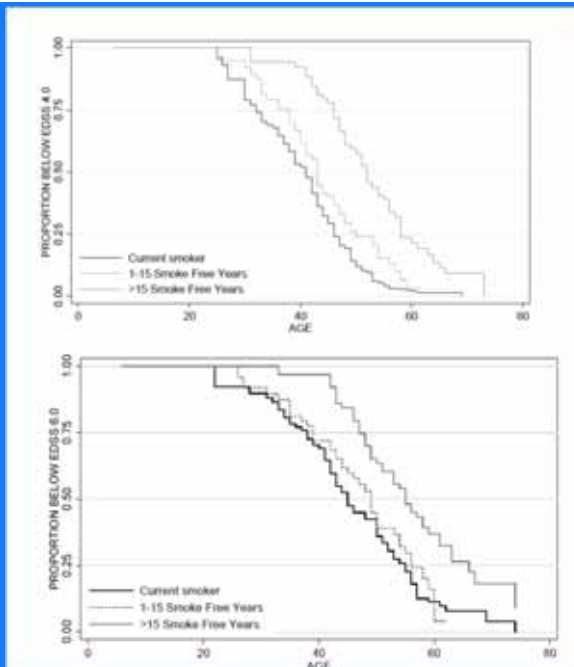 PROPORTION BELOW EDSS 4.0
1.00
0.75
0.50
0.25
0.00
Current smoker
1-15 Smoke Free Years
>15 Smoke Free Years
0
20
40
60
80
AGE
PROPORTION BELOW EDSS 6.0
1.00
0.75
0.50
0.25
0.00
Current smoker
1-15 Smoke Free Years
>15 Smoke Free Years
0
20
40
60
80
AGE